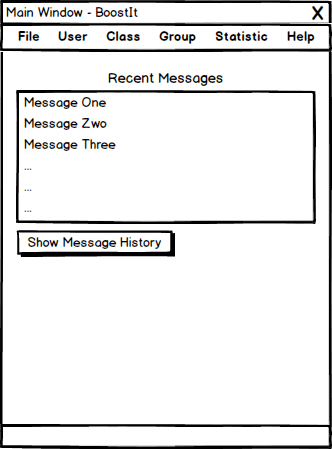 Main Window - BoostIt X
File User Class Group Statistic Help
Recent Messages
Message One
Message Zwo
Message Three
...
...
...
Show Message History